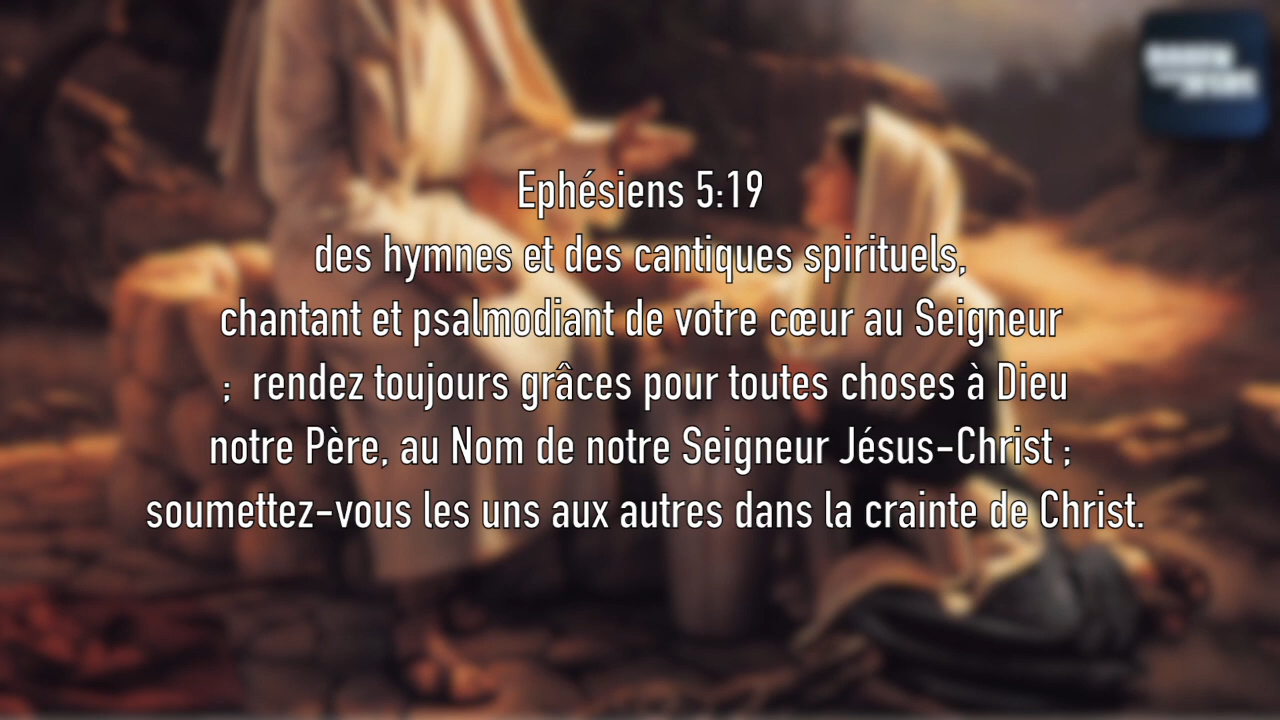 Ephésiens 5:19
des hymnes et des cantiques spirituels,
chantant et psalmodiant de votre cœur au Seigneur
; rendez toujours grâces pour toutes choses à Dieu
notre Père, au Nom de notre Seigneur Jésus-Christ ;
soumettez-vous les uns aux autres dans la crainte de Christ.